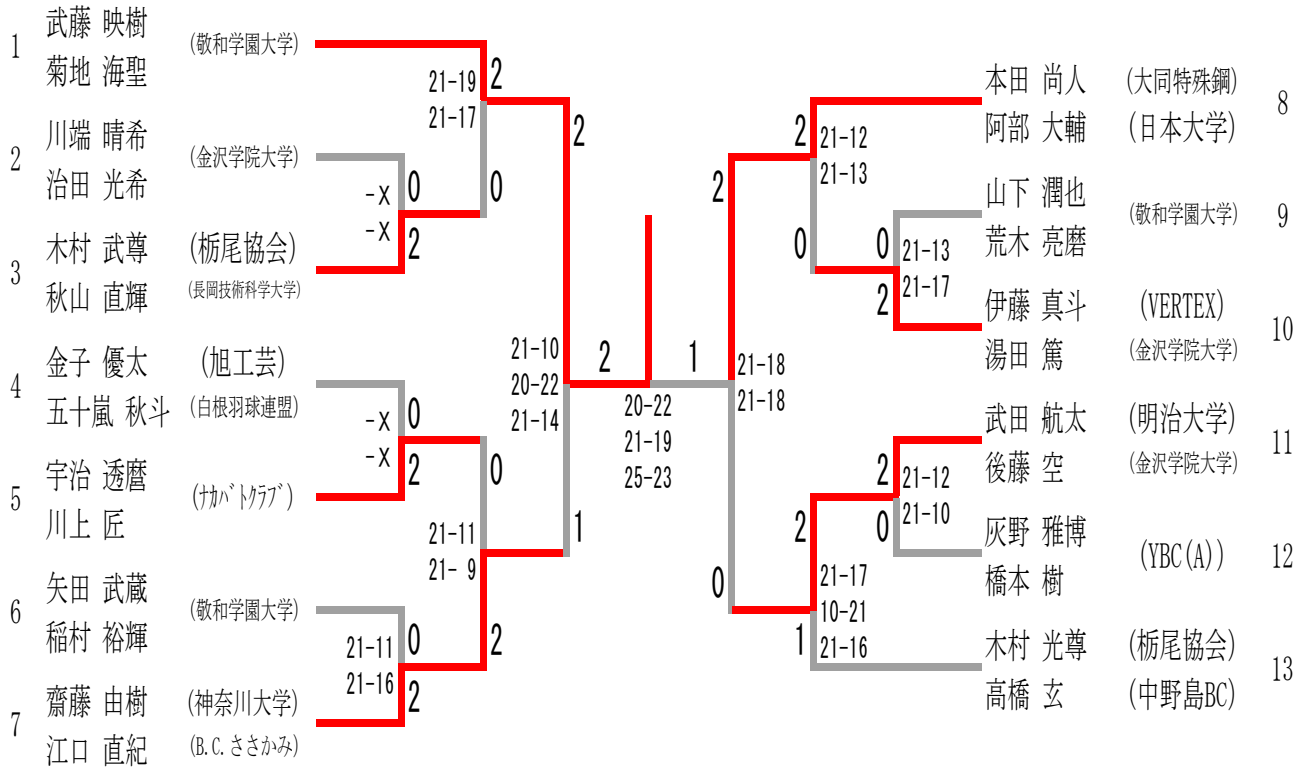 1
武藤 映樹
菊地 海聖
(敬和学園大学)
2
川端 晴希
治田 光希
(金沢学院大学)
3
木村 武尊 (栃尾協会)
秋山 直輝 (長岡技術科学大学)
4
金子 優太 (旭工芸)
五十嵐 秋斗 (白根羽球連盟)
5
宇治 透磨
川上 匠
(ナカバトクラブ)
6
矢田 武蔵
稲村 裕輝
(敬和学園大学)
7
齋藤 由樹 (神奈川大学)
江口 直紀 (B.C.ささかみ)
21-19
21-17
2
0
-X
-X
0
2
-X
-X
0
2
21-11
21- 9
0
2
21-11
21-16
0
2
21-10
20-22
21-14
2
1
2
1
20-22
21-19
25-23
21-18
21-18
2
0
21-12
21-13
2
0
21-13
21-17
0
2
21-12
21-10
2
0
21-17
10-21
21-16
2
1
本田 尚人 (大同特殊鋼)
阿部 大輔 (日本大学)
8
山下 潤也
荒木 亮磨
(敬和学園大学)
9
伊藤 真斗 (VERTEX)
湯田 篤 (金沢学院大学)
10
武田 航太 (明治大学)
後藤 空 (金沢学院大学)
11
灰野 雅博
橋本 樹
(YBC(A))
12
木村 光尊 (栃尾協会)
高橋 玄 (中野島BC)
13